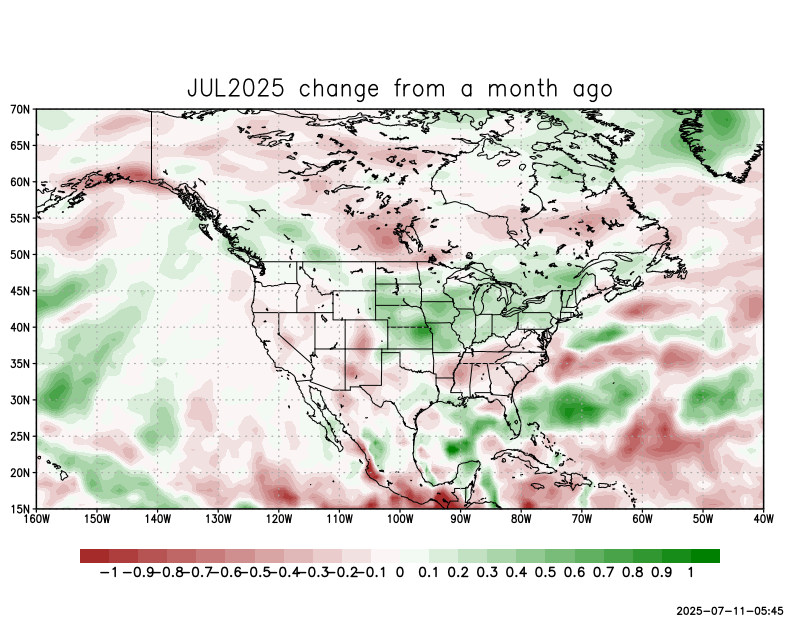 JUL2025 change from a month ago
70N
65N
60N
55N
50N
45N
40N
35N
30N
25N
20N
15N
160W 150W 140W 130W 120W 110W 100W 90W 80W 70W 60W 50W 40W
-1 -0.9 -0.8 -0.7 -0.6 -0.5 -0.4 -0.3 -0.2 -0.1 0 0.1 0.2 0.3 0.4 0.5 0.6 0.7 0.8 0.9 1
2025-07-11-05:45